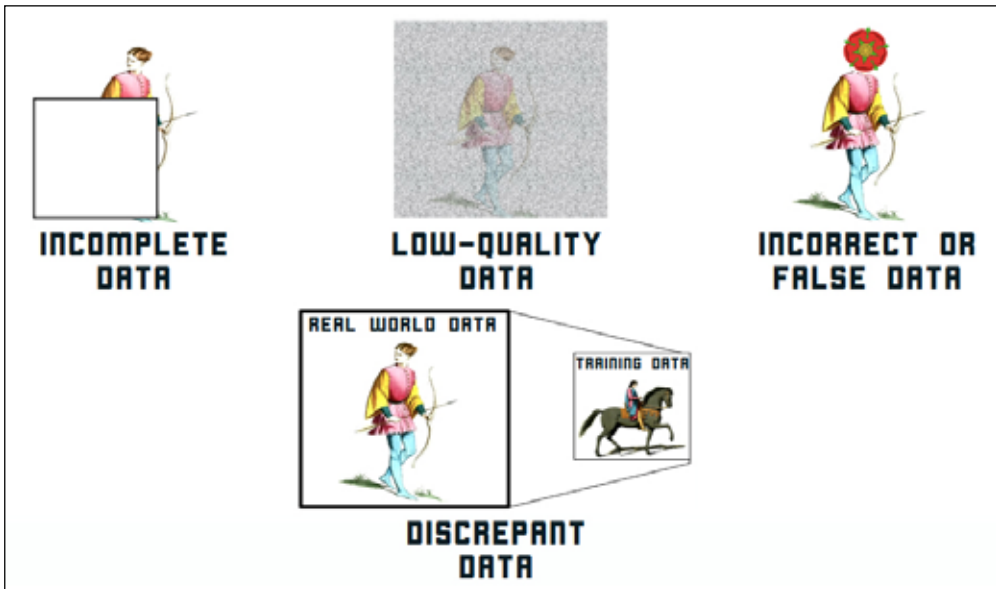 INCOMPLETE
DATA
LOW-QUALITY
DATA
INCORRECT OR
FALSE DATA
REAL WORLD DATA
TRAINING DATA
DISCREPANT
DATA